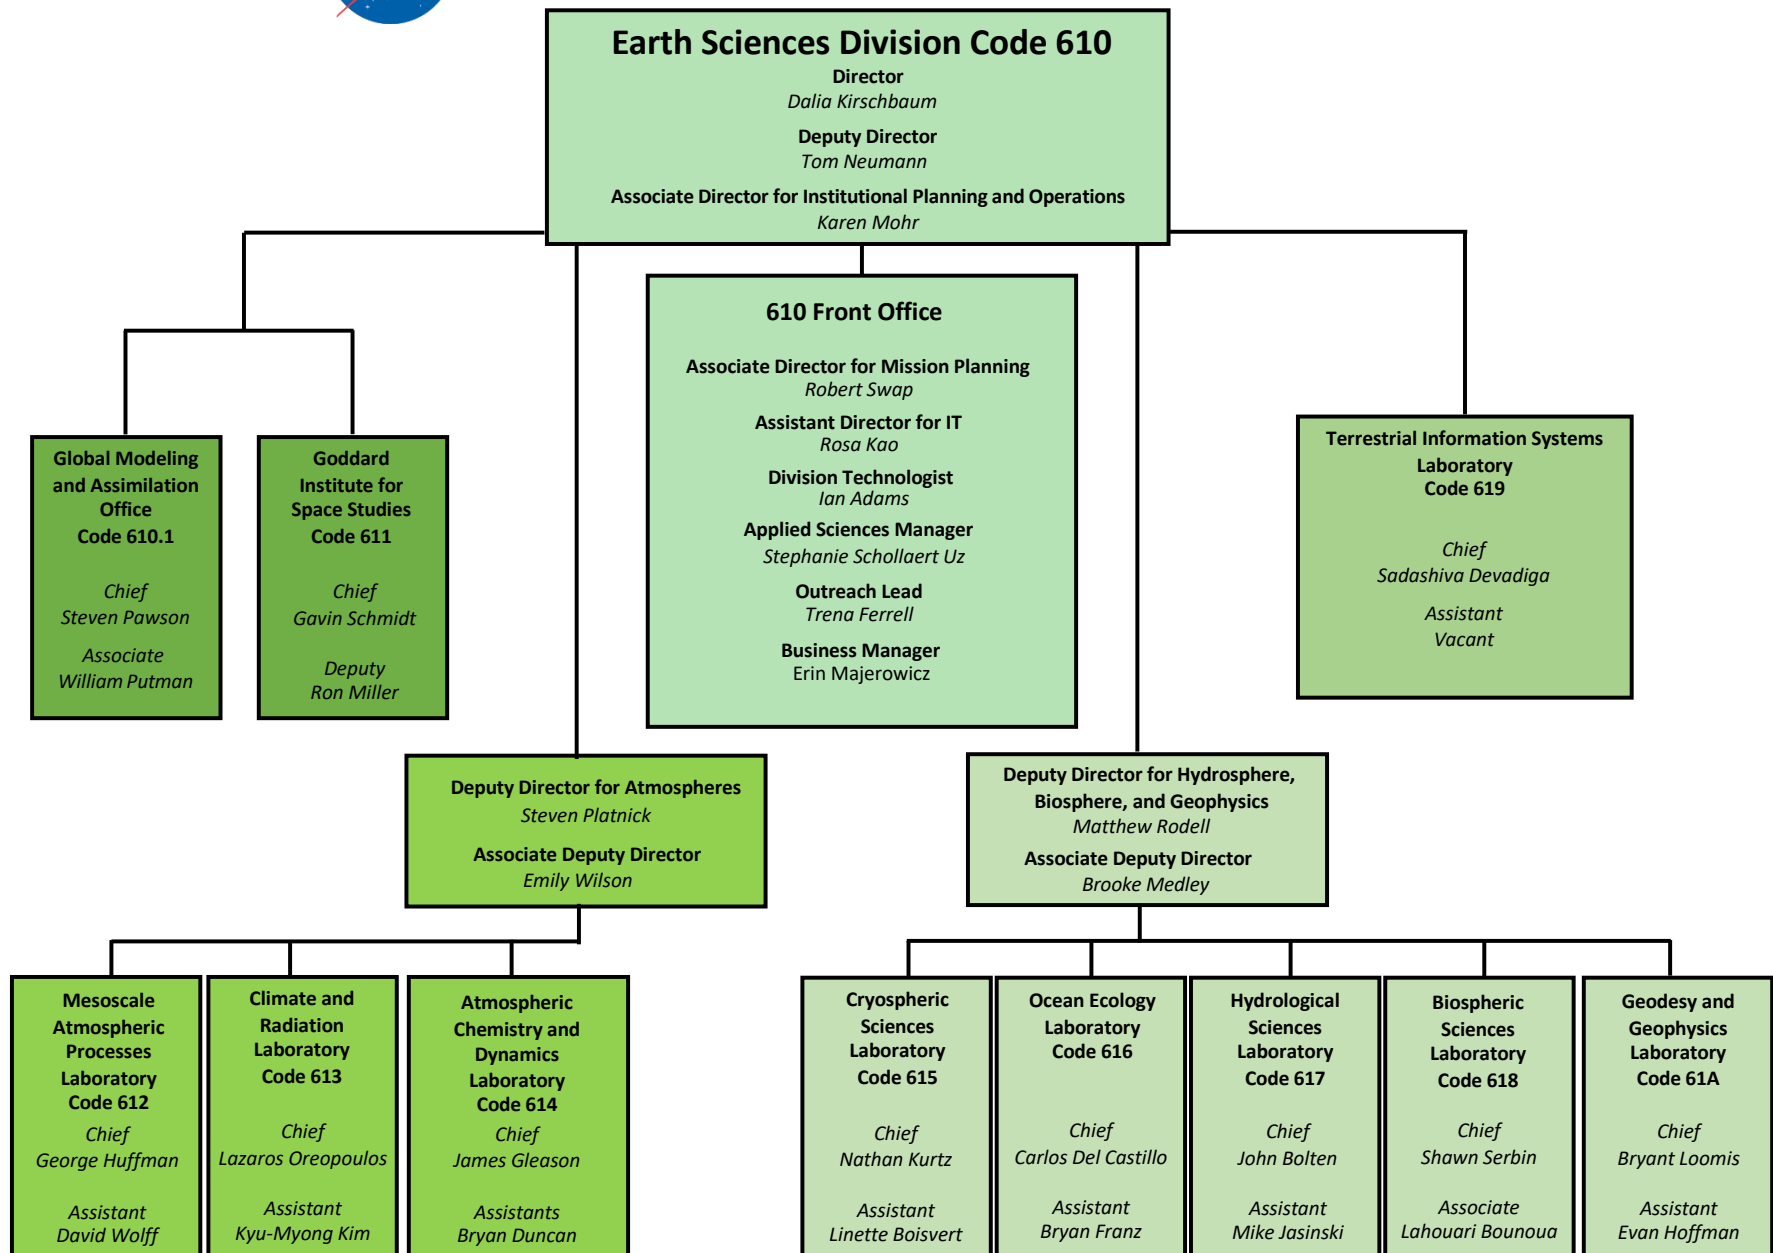 Earth Sciences Division Code 610
Director
Dalia Kirschbaum
Deputy Director
Tom Neumann
Associate Director for Institutional Planning and Operations
Karen Mohr
610 Front Office
Associate Director for Mission Planning
Robert Swap
Assistant Director for IT
Rosa Kao
Division Technologist
Ian Adams
Applied Sciences Manager
Stephanie Schollaert Uz
Outreach Lead
Trena Ferrell
Business Manager
Erin Majerowicz
Global Modeling
and Assimilation
Office
Code 610.1
Chief
Steven Pawson
Associate
William Putman
Goddard
Institute for
Space Studies
Code 611
Chief
Gavin Schmidt
Deputy
Ron Miller
Terrestrial Information Systems
Laboratory
Code 619
Chief
Sadashiva Devadiga
Assistant
Vacant
Deputy Director for Atmospheres
Steven Platnick
Associate Deputy Director
Emily Wilson
Deputy Director for Hydrosphere,
Biosphere, and Geophysics
Matthew Rodell
Associate Deputy Director
Brooke Medley
Mesoscale
Atmospheric
Processes
Laboratory
Code 612
Chief
George Huffman
Assistant
David Wolff
Climate and
Radiation
Laboratory
Code 613
Chief
Lazaros Oreopoulos
Assistant
Kyu-Myong Kim
Atmospheric
Chemistry and
Dynamics
Laboratory
Code 614
Chief
James Gleason
Assistants
Bryan Duncan
Cryospheric
Sciences
Laboratory
Code 615
Chief
Nathan Kurtz
Assistant
Linette Boisvert
Ocean Ecology
Laboratory
Code 616
Chief
Carlos Del Castillo
Assistant
Bryan Franz
Hydrological
Sciences
Laboratory
Code 617
Chief
John Bolten
Assistant
Mike Jasinski
Biospheric
Sciences
Laboratory
Code 618
Chief
Shawn Serbin
Associate
Lahouari Bounoua
Geodesy and
Geophysics
Laboratory
Code 61A
Chief
Bryant Loomis
Assistant
Evan Hoffman